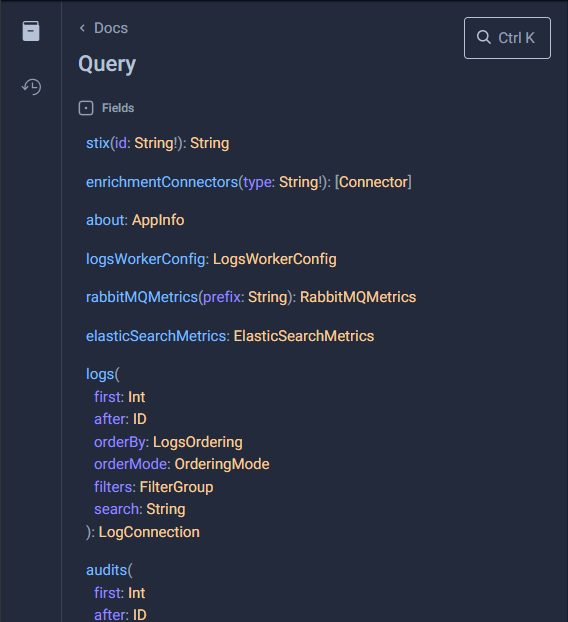 Docs
Ctrl K
Query
Fields
stix(id: String!): String
enrichmentConnectors(type: String!): [Connector]
about: AppInfo
logsWorkerConfig: LogsWorkerConfig
rabbitMQMetrics(prefix: String): RabbitMQMetrics
elasticSearchMetrics: ElasticSearchMetrics
logs(
first: Int
after: ID
orderBy: LogsOrdering
orderMode: OrderingMode
filters: FilterGroup
search: String
): LogConnection
audits(
first: Int
after: ID